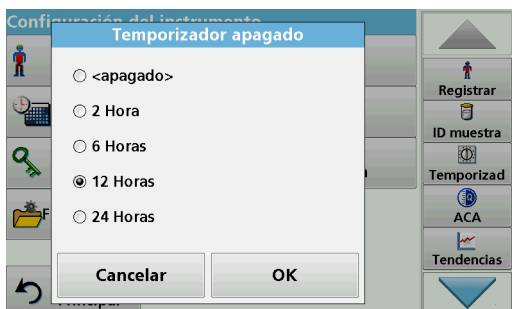 Configuración del instrumento
Temporizador apagado
<apagado>
2 Hora
6 Horas
12 Horas
24 Horas
Cancelar
OK
F
Principal
Registrar
ID muestra
Temporizad
ACA
Tendencias